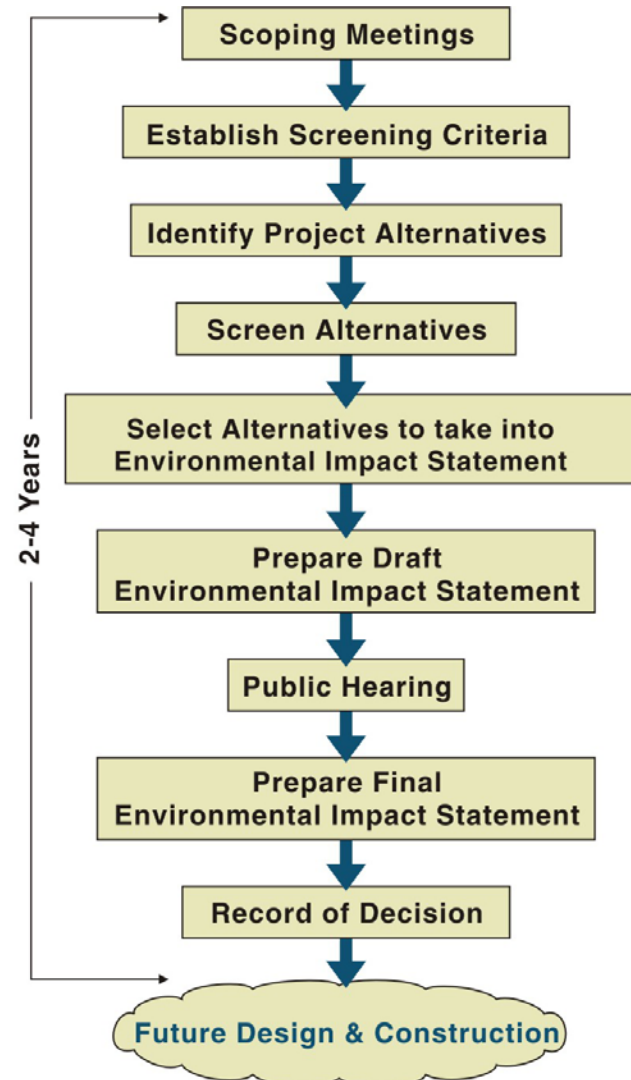 Scoping Meetings
Establish Screening Criteria
Identify Project Alternatives
Screen Alternatives
Select Alternatives to take into
Environmental Impact Statement
2-4 Years
Prepare Draft
Environmental Impact Statement
Public Hearing
Prepare Final
Environmental Impact Statement
Record of Decision
Future Design & Construction